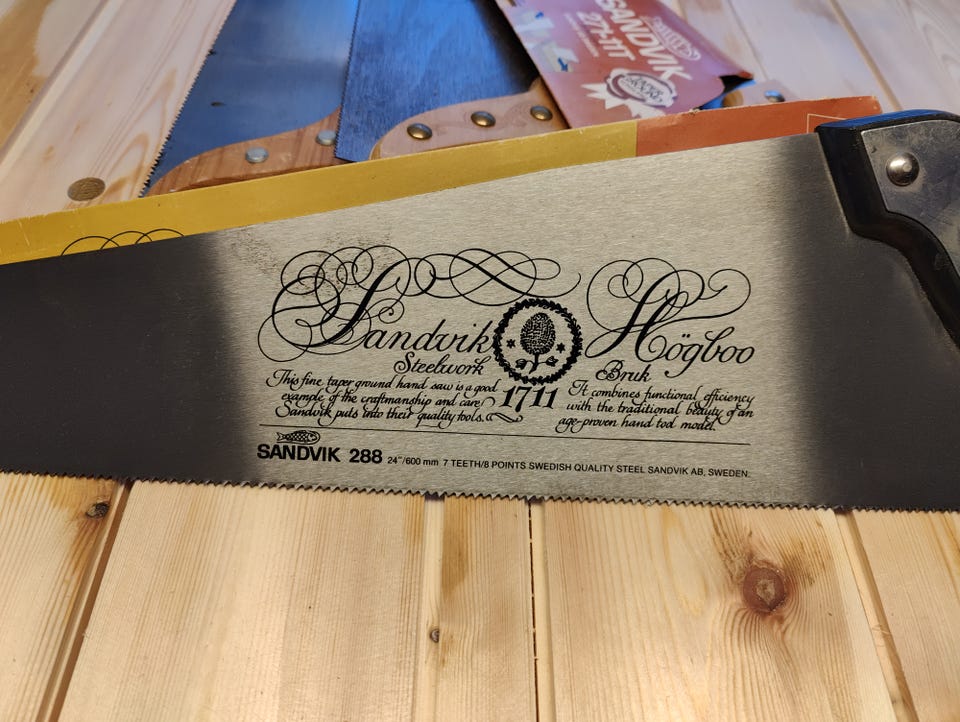 SANDVIK
277-111
Sandvik Högboo
Steelwork Bruk
This fine taper ground hand saw is a good
example of the craftmanship and care
Sandvik puts into their quality tools.
1711
It combines functional efficiency
with the traditional beauty of an
age-proven hand tool model.
SANDVIK 288 24"/600 mm 7 TEETH/8 POINTS SWEDISH QUALITY STEEL SANDVIK AB, SWEDEN.